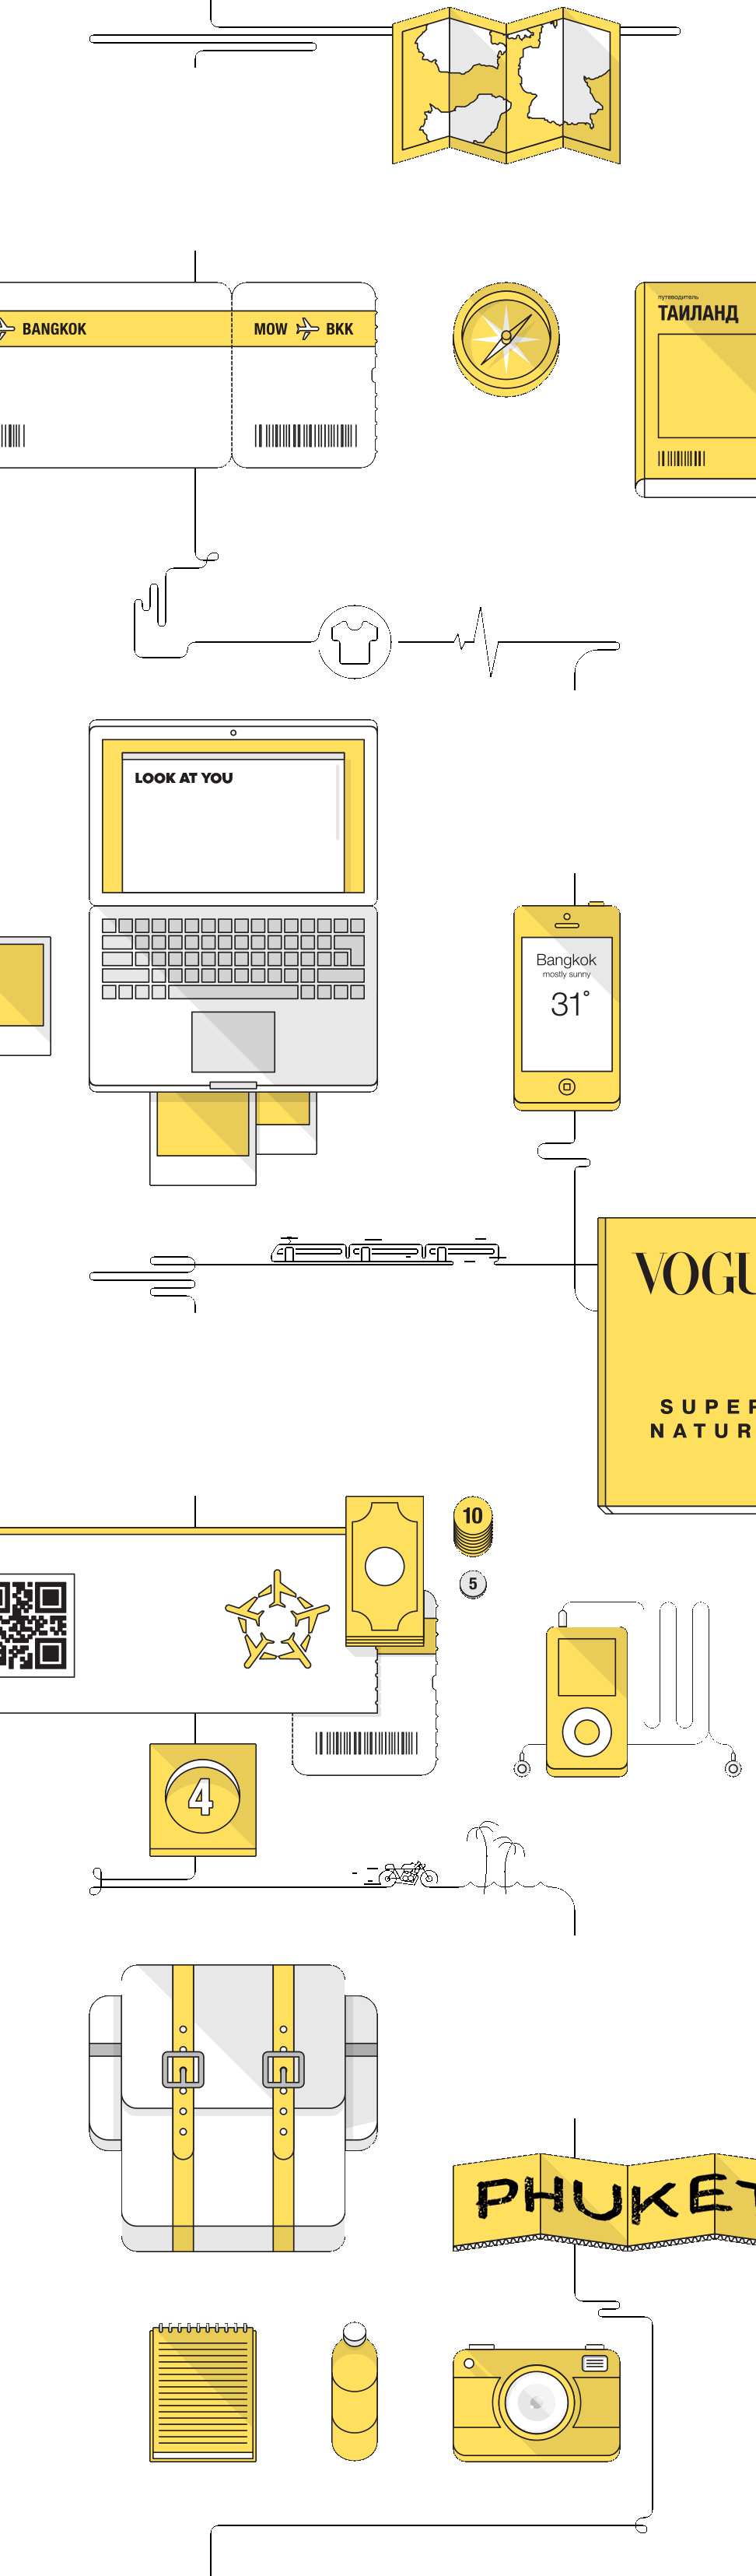 путеводитель
ТАИЛАНД
BANGKOK
MOW BKK
LOOK AT YOU
Bangkok
mostly sunny
31°
VOGU
SUPER
NATUR
10
5
4
PHUKET